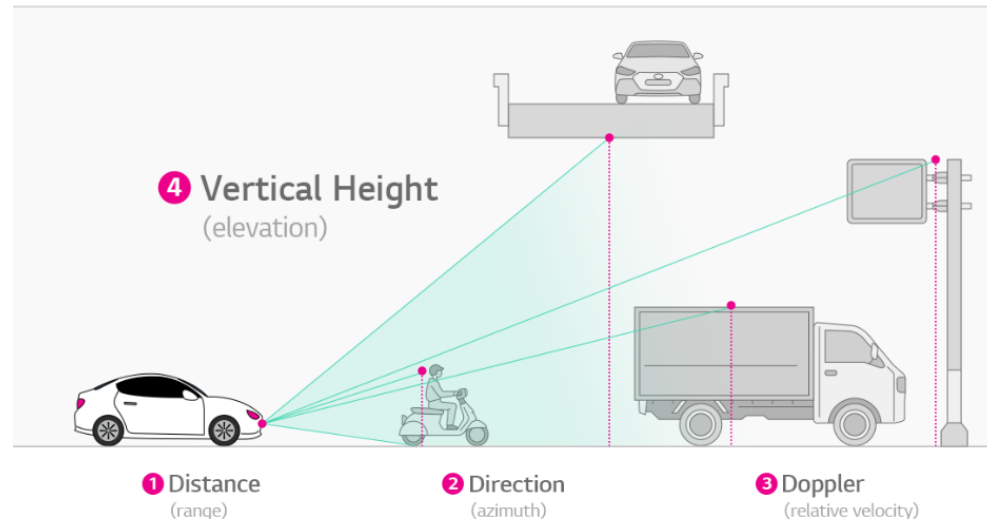 4 Vertical Height
(elevation)
1 Distance
(range)
2 Direction
(azimuth)
3 Doppler
(relative velocity)